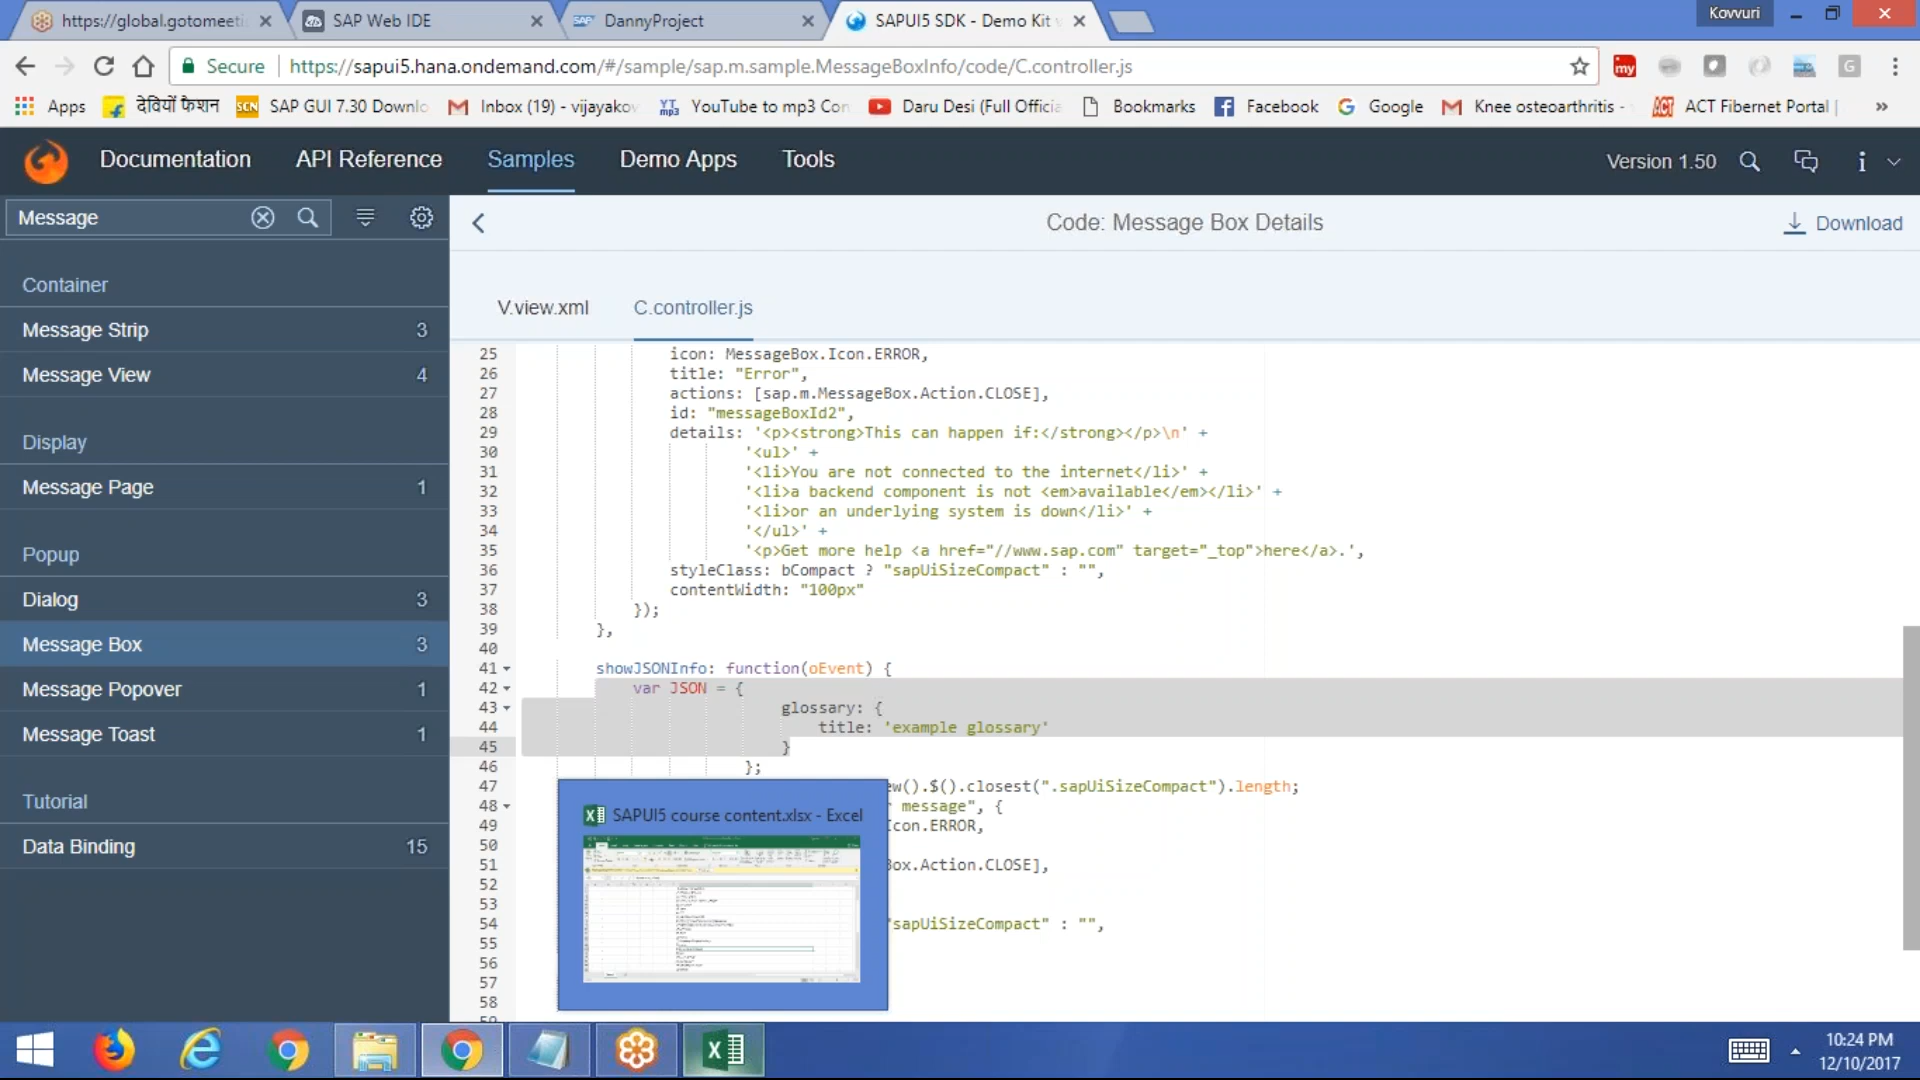 https://global.gotomeeti
SAP Web IDE
SAP DannyProject
SAPUI5 SDK - Demo Kit
Kovvuri
Secure
https://sapui5.hana.ondemand.com/#/sample/sap.m.sample.MessageBoxInfo/code/C.controller.js
my
G
Apps
देवियों फैशन
SCN SAP GUI 7.30 Downlo
Inbox (19) - vijayakov
YT mp3 YouTube to mp3 Con
Daru Desi (Full Officia
Bookmarks
Facebook
Google
Knee osteoarthritis -
ACT ACT Fibernet Portal |
»
Documentation
API Reference
Samples
Demo Apps
Tools
Version 1.50
Message
Code: Message Box Details
Download
Container
Message Strip 3
Message View 4
Display
Message Page 1
Popup
Dialog 3
Message Box 3
Message Popover 1
Message Toast 1
Tutorial
Data Binding 15
V.view.xml
C.controller.js
25 icon: MessageBox.Icon.ERROR,
26 title: "Error",
27 actions: [sap.m.MessageBox.Action.CLOSE],
28 id: "messageBoxId2",
29 details: '<p><strong>This can happen if:</strong></p>\n' +
30 '<ul>' +
31 '<li>You are not connected to the internet</li>' +
32 '<li>a backend component is not <em>available</em></li>' +
33 '<li>or an underlying system is down</li>' +
34 '</ul>' +
35 '<p>Get more help <a href="//www.sap.com" target="_top">here</a>.',
36 styleClass: bCompact ? "sapUiSizeCompact" : "",
37 contentWidth: "100px"
38 });
39 },
40
41 showJSONInfo: function(oEvent) {
42 var JSON = {
43 glossary: {
44 title: 'example glossary'
45 }
46 };
47 ew().$().closest(".sapUiSizeCompact").length;
48 message", {
49 Icon.ERROR,
50
51 Box.Action.CLOSE],
52
53
54 "sapUiSizeCompact" : "",
55
56
57
58
SAPUI5 course content.xlsx - Excel
10:24 PM
12/10/2017